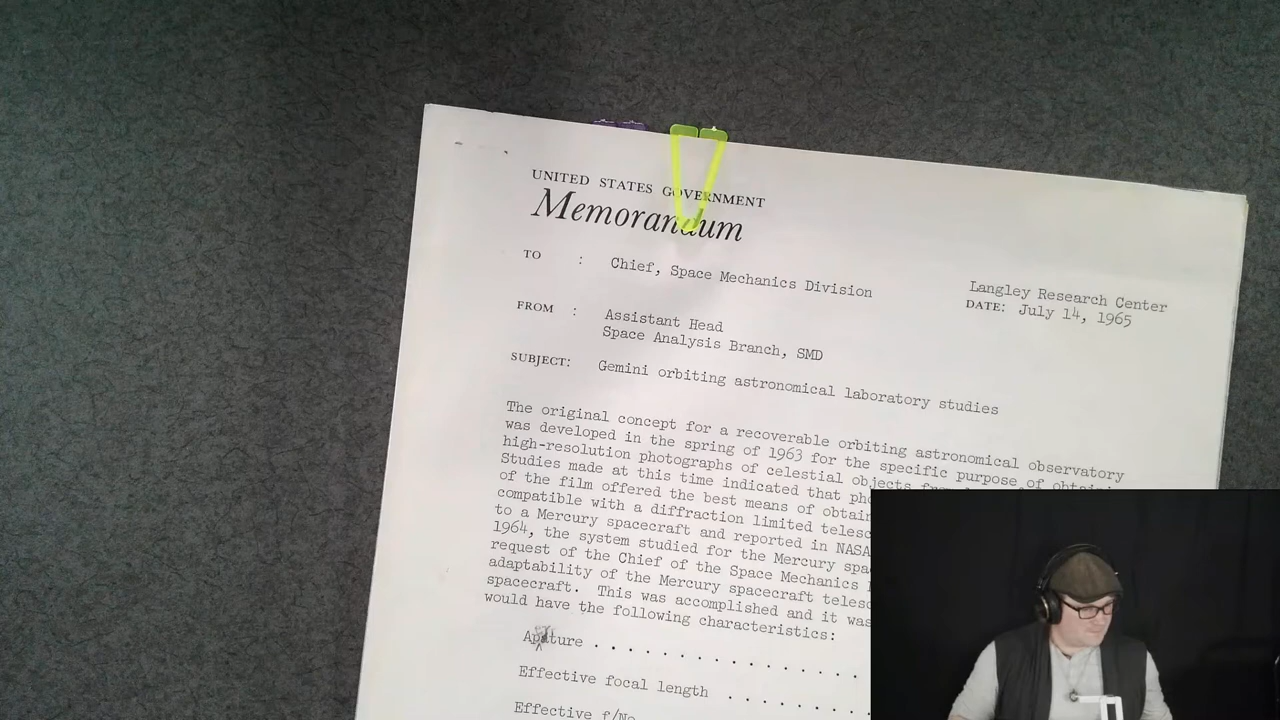 UNITED STATES GOVERNMENT
Memorandum
TO : Chief, Space Mechanics Division
Langley Research Center
DATE: July 14, 1965
FROM : Assistant Head
Space Analysis Branch, SMD
SUBJECT: Gemini orbiting astronomical laboratory studies
The original concept for a recoverable orbiting astronomical observatory
was developed in the spring of 1963 for the specific purpose of
high-resolution photographs of celestial objects
Studies made at this time indicated that
of the film offered the best means of
compatible with a diffraction limited
to a Mercury spacecraft and reported in NASA
1964, the system studied for the Mercury
request of the Chief of the Space Mechanics
adaptability of the Mercury spacecraft
spacecraft. This was accomplished and it was
would have the following characteristics:
Apature . . . . . . . . . . . . . . .
Effective focal length . . . . . . . .
Effective f/No